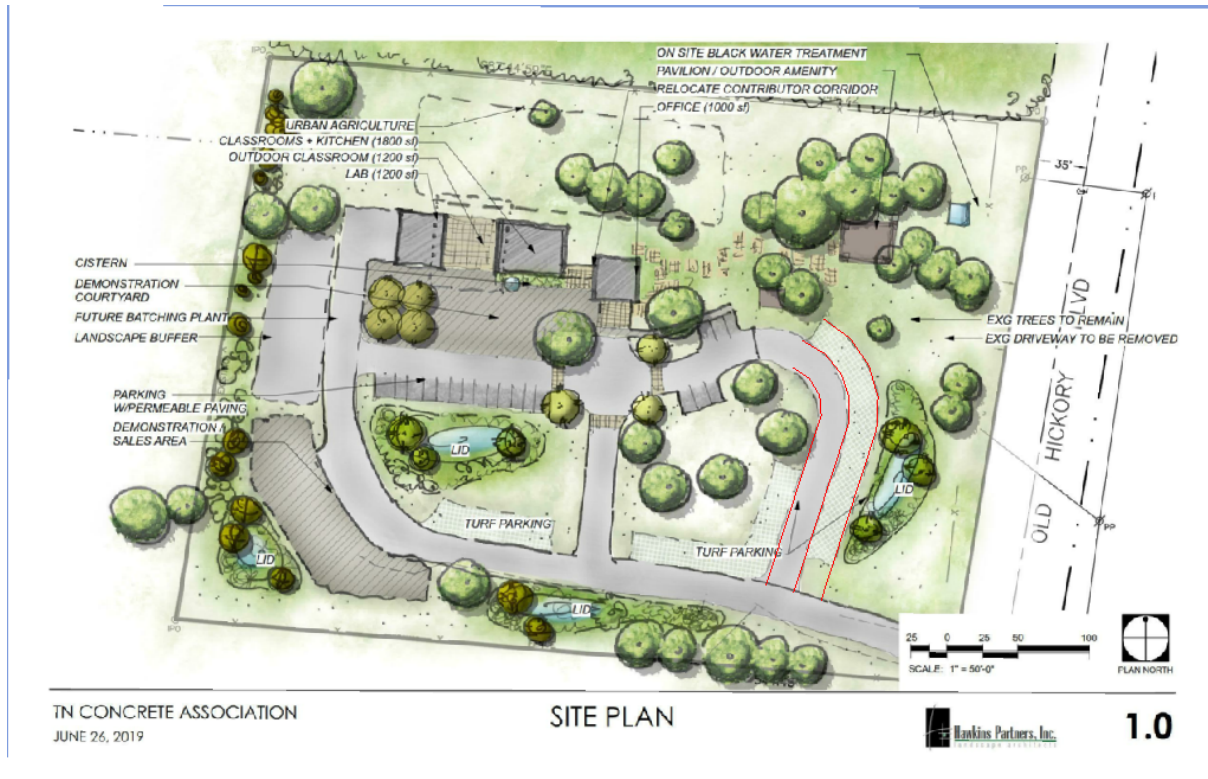 ON SITE BLACK WATER TREATMENT
PAVILION / OUTDOOR AMENITY
RELOCATE CONTRIBUTOR CORRIDOR
OFFICE (1000 sf)
IPO
URBAN AGRICULTURE
CLASSROOMS + KITCHEN (1800 sf)
OUTDOOR CLASSROOM (1200 sf)
LAB (1200 sf)
35'
PP
CISTERN
DEMONSTRATION
COURTYARD
FUTURE BATCHING PLANT
LANDSCAPE BUFFER
EXG TREES TO REMAIN
EXG DRIVEWAY TO BE REMOVED
PARKING
W/PERMEABLE PAVING
DEMONSTRATION /
SALES AREA
OLD HICKORY BLVD
LID
LID
TURF PARKING
TURF PARKING
PP
LID
LID
IPO
25 0 25 50 100
SCALE: 1" = 50'-0"
PLAN NORTH
TN CONCRETE ASSOCIATION
JUNE 26, 2019
SITE PLAN
Hawkins Partners, Inc.
landscape architects
1.0